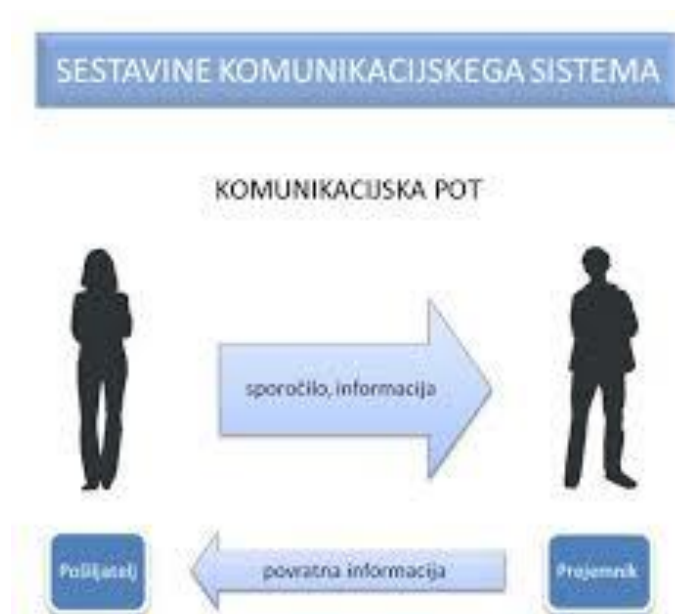 SESTAVINE KOMUNIKACIJSKEGA SISTEMA
KOMUNIKACIJSKA POT
sporočilo, informacija
Pošiljatelj
povratna informacija
Prejemnik